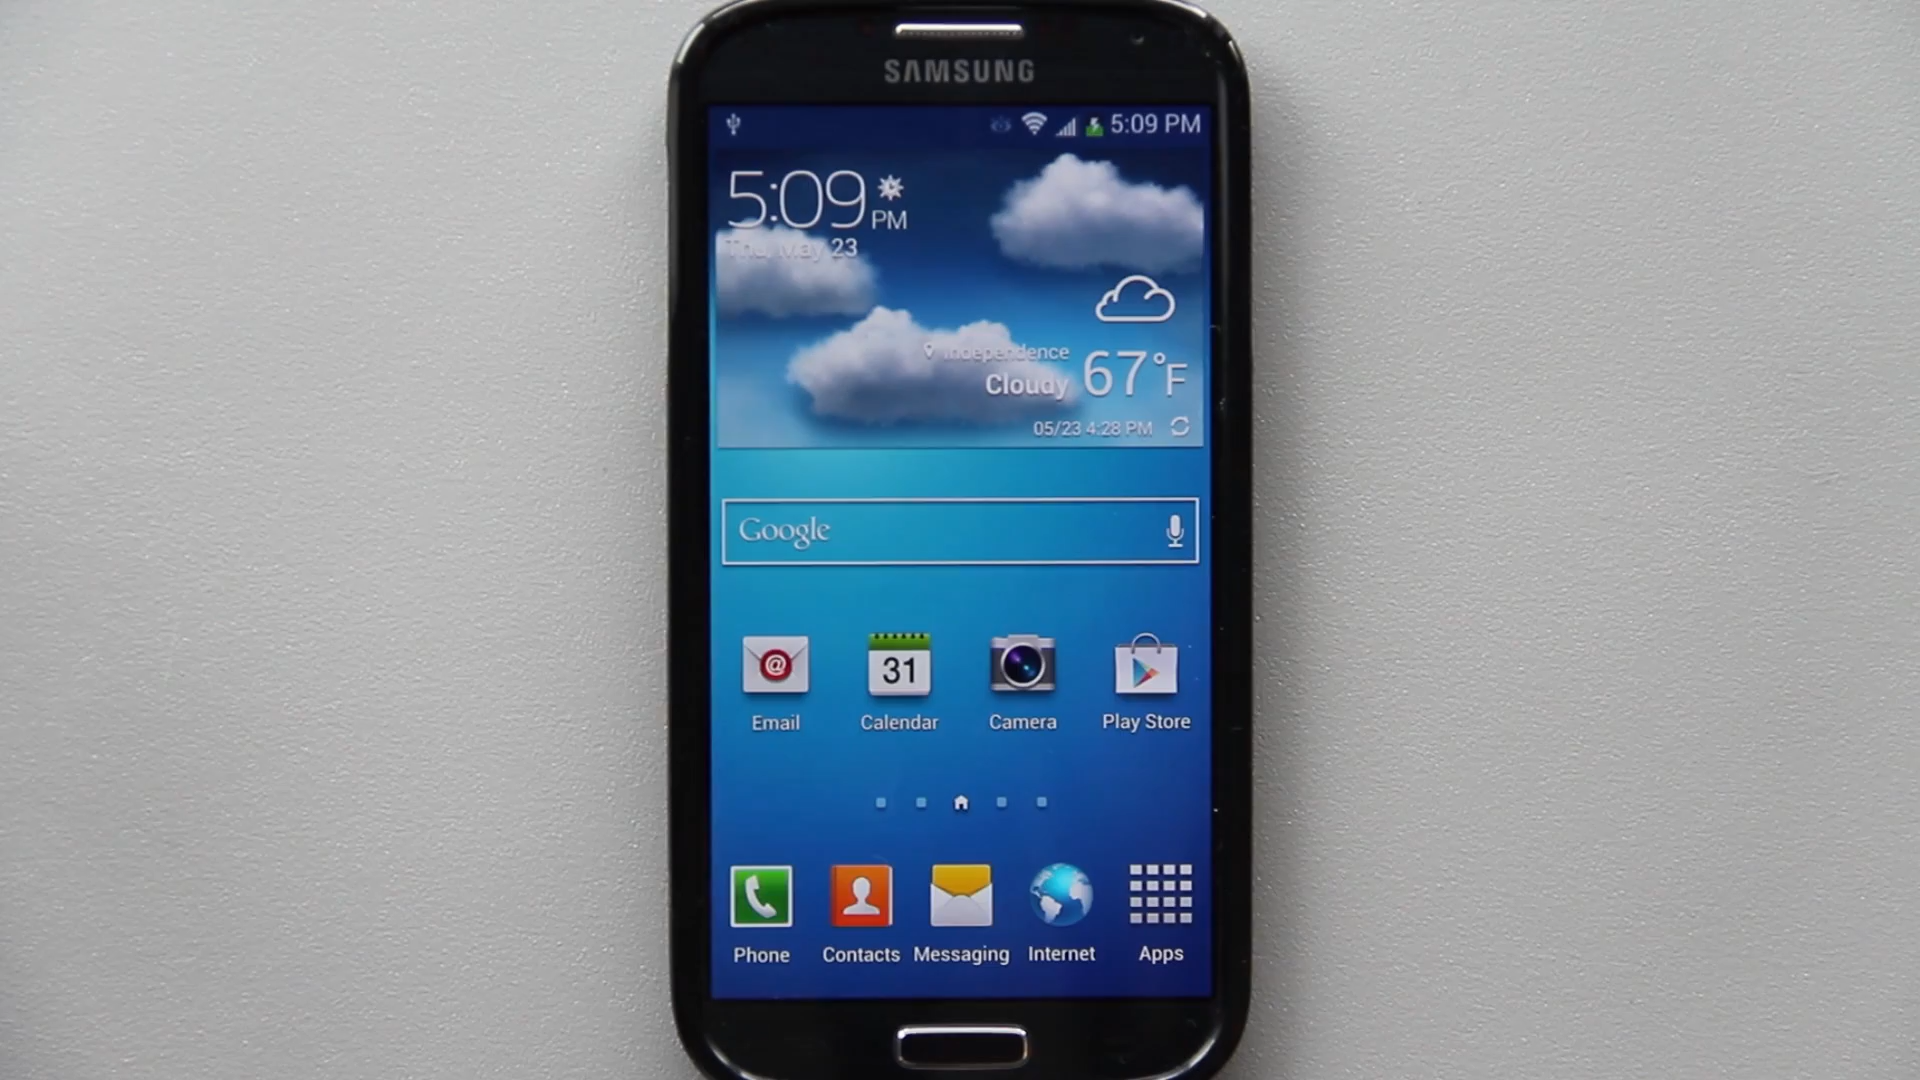 SAMSUNG
5:09 PM
5:09 PM
Thu, May 23
Independence
Cloudy 67°F
05/23 4:28 PM
Google
31
Email Calendar Camera Play Store
Phone Contacts Messaging Internet Apps